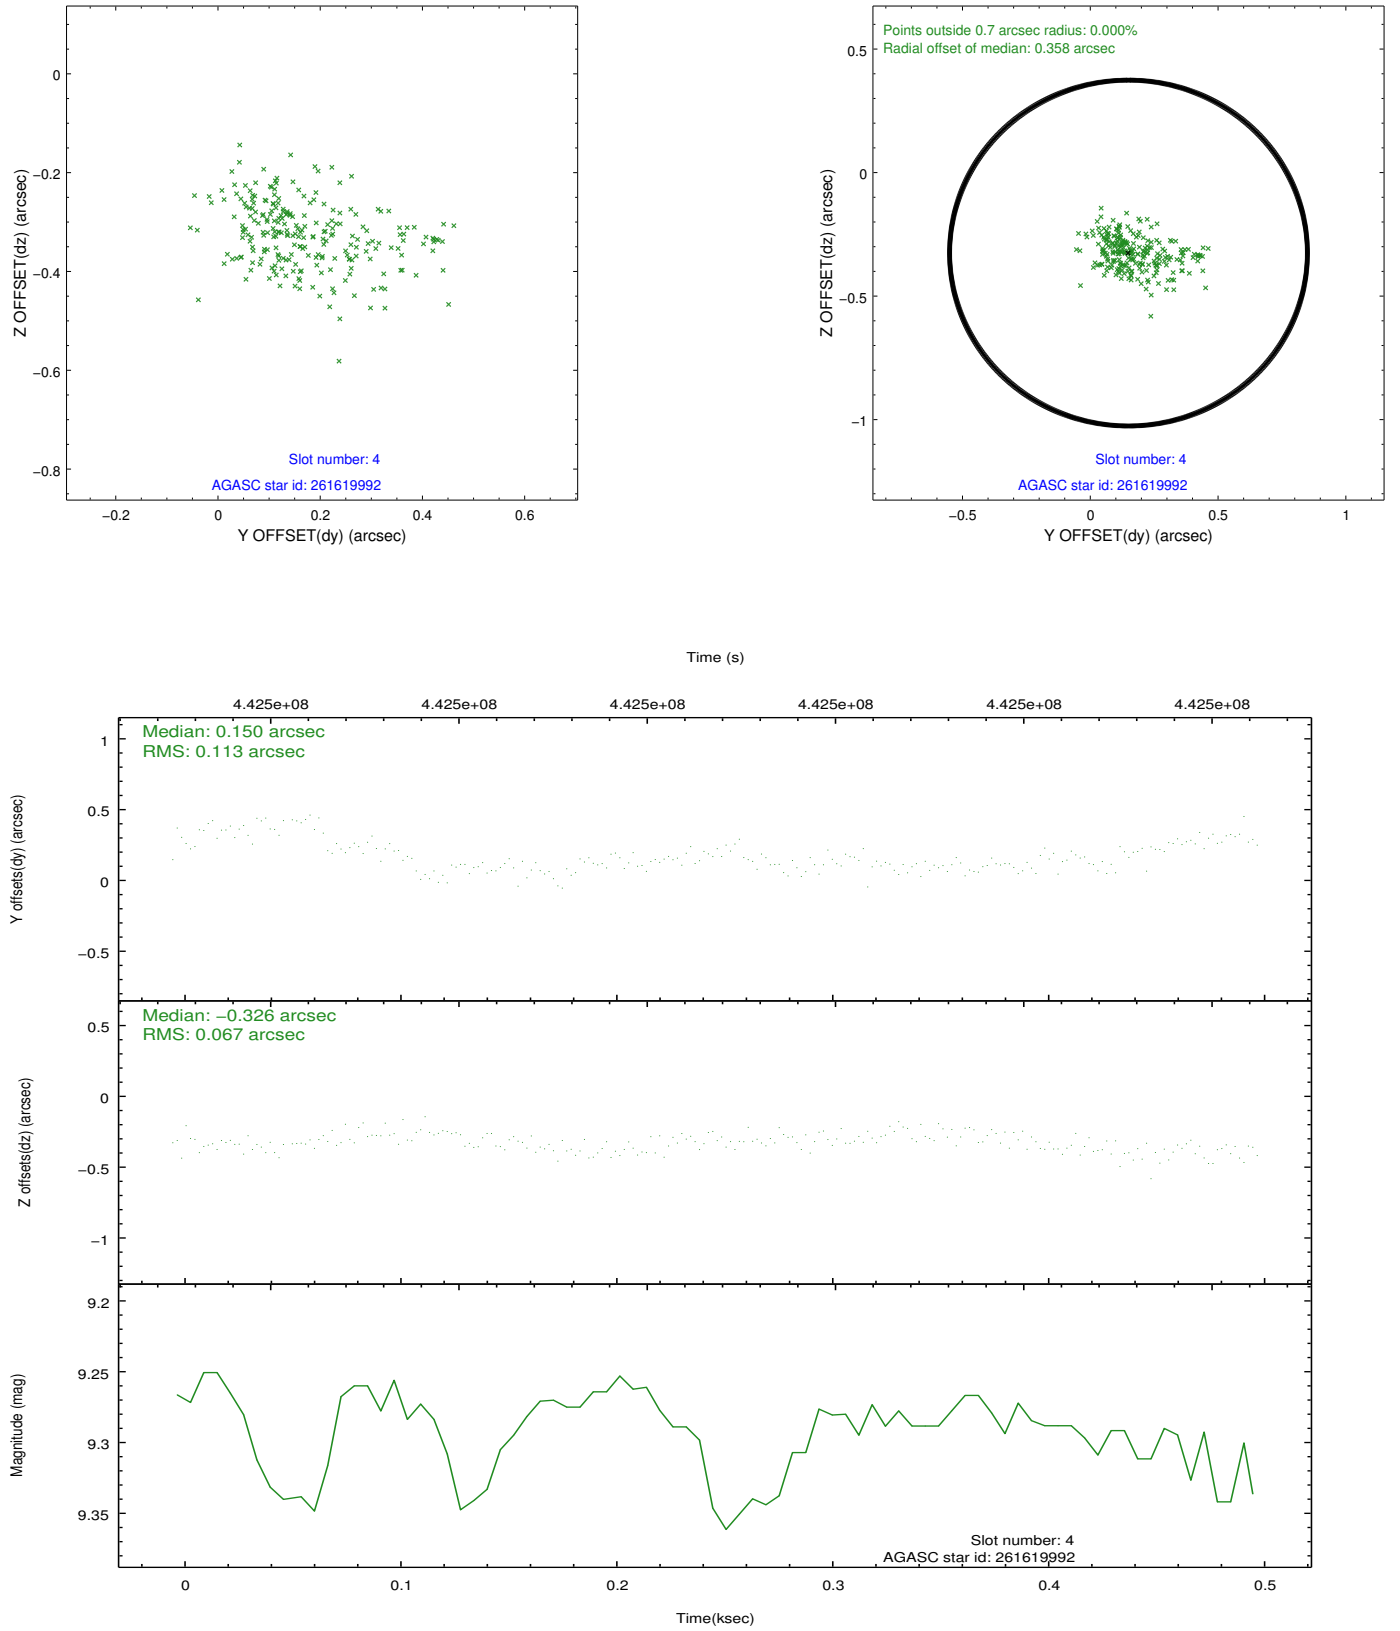 0
−0.2
−0.4
−0.6
−0.8
Z OFFSET(dz) (arcsec)
Slot number: 4
AGASC star id: 261619992
−0.2 0 0.2 0.4 0.6
Y OFFSET(dy) (arcsec)
Points outside 0.7 arcsec radius: 0.000%
Radial offset of median: 0.358 arcsec
0.5
0
−0.5
−1
Z OFFSET(dz) (arcsec)
Slot number: 4
AGASC star id: 261619992
−0.5 0 0.5 1
Y OFFSET(dy) (arcsec)
Time (s)
4.425e+08 4.425e+08 4.425e+08 4.425e+08 4.425e+08 4.425e+08
Median: 0.150 arcsec
RMS: 0.113 arcsec
1
0.5
0
−0.5
Y offsets(dy) (arcsec)
Median: −0.326 arcsec
RMS: 0.067 arcsec
0.5
0
−0.5
−1
Z offsets(dz) (arcsec)
9.2
9.25
9.3
9.35
Magnitude (mag)
Slot number: 4
AGASC star id: 261619992
0 0.1 0.2 0.3 0.4 0.5
Time(ksec)